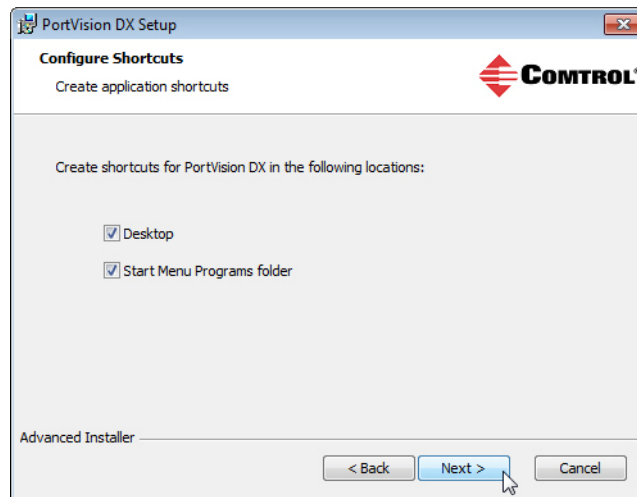 PortVision DX Setup
Configure Shortcuts
Create application shortcuts
COMTROL®
Create shortcuts for PortVision DX in the following locations:
Desktop
Start Menu Programs folder
Advanced Installer
< Back
Next >
Cancel